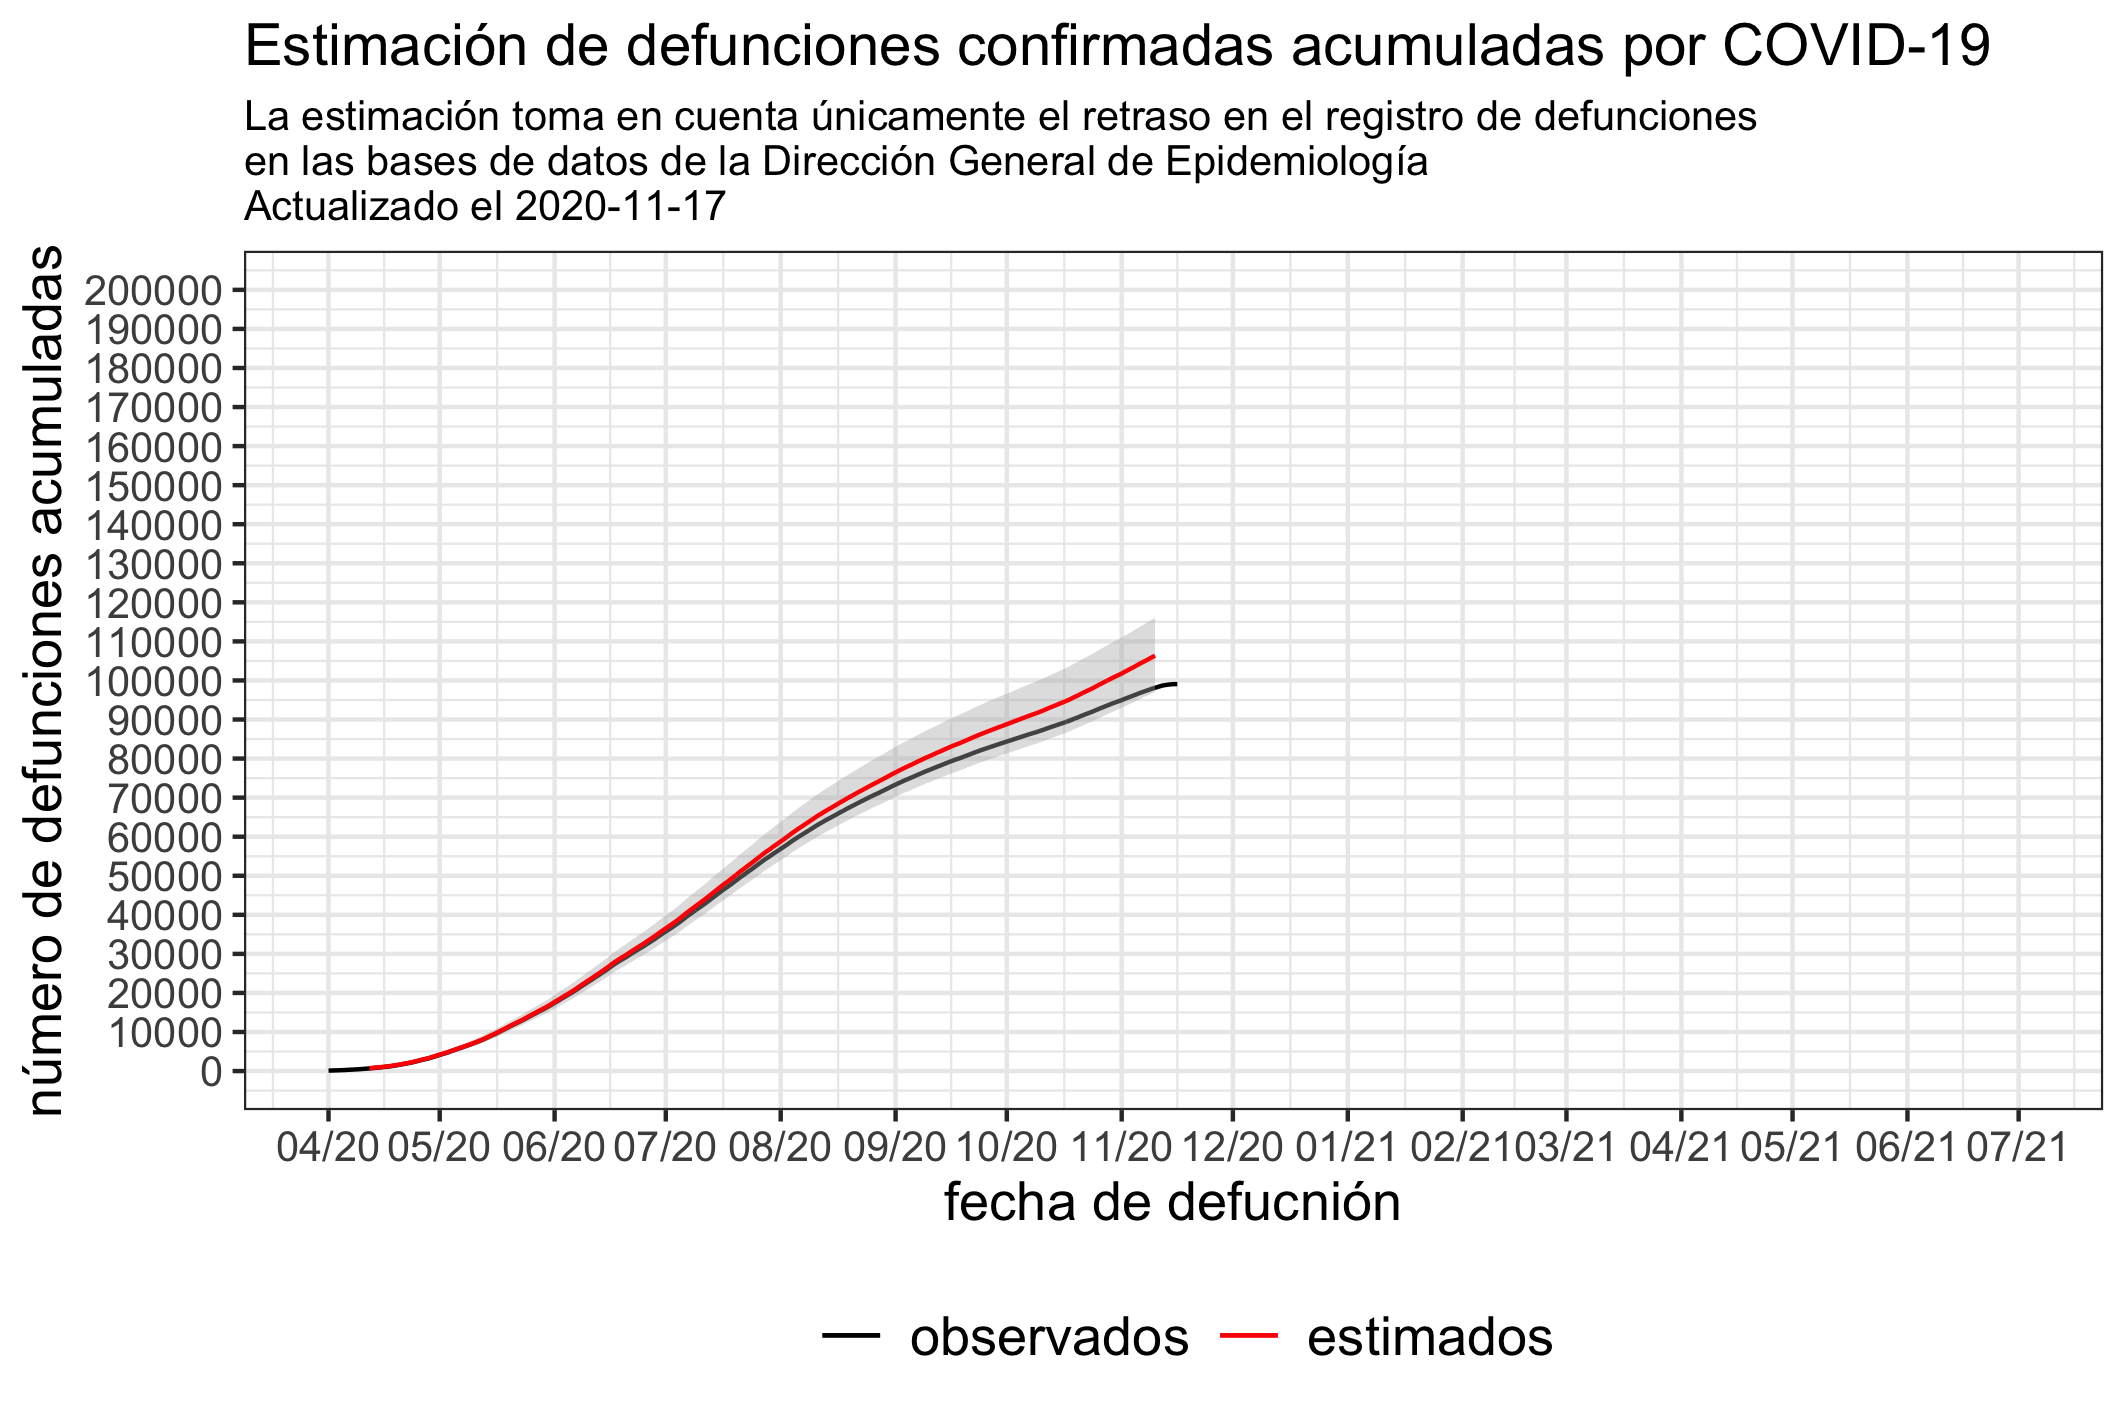 Estimación de defunciones confirmadas acumuladas por COVID-19
La estimación toma en cuenta únicamente el retraso en el registro de defunciones
en las bases de datos de la Dirección General de Epidemiología
Actualizado el 2020-11-17
número de defunciones acumuladas
200000
190000
180000
170000
160000
150000
140000
130000
120000
110000
100000
90000
80000
70000
60000
50000
40000
30000
20000
10000
0
04/20 05/20 06/20 07/20 08/20 09/20 10/20 11/20 12/20 01/21 02/21 03/21 04/21 05/21 06/21 07/21
fecha de defucnión
observados estimados